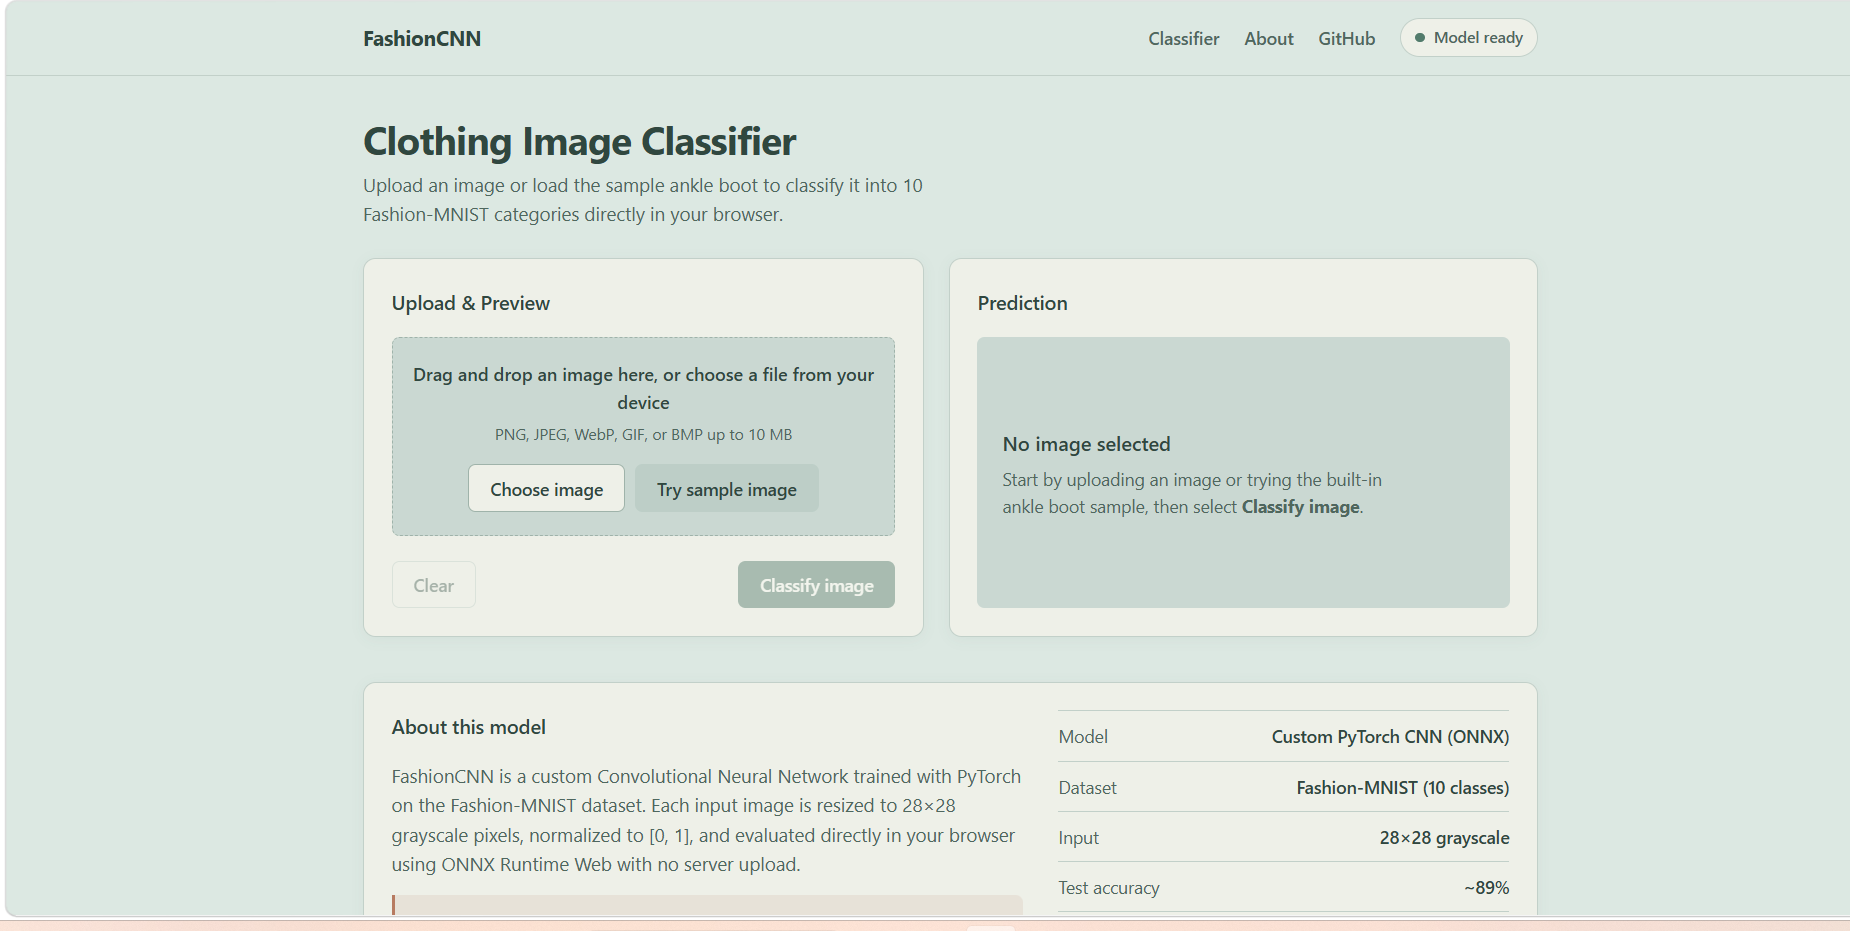 FashionCNN
Classifier
About
GitHub
Model ready
Clothing Image Classifier
Upload an image or load the sample ankle boot to classify it into 10
Fashion-MNIST categories directly in your browser.
Upload & Preview
Drag and drop an image here, or choose a file from your
device
PNG, JPEG, WebP, GIF, or BMP up to 10 MB
Choose image
Try sample image
Clear
Classify image
Prediction
No image selected
Start by uploading an image or trying the built-in
ankle boot sample, then select Classify image.
About this model
FashionCNN is a custom Convolutional Neural Network trained with PyTorch
on the Fashion-MNIST dataset. Each input image is resized to 28×28
grayscale pixels, normalized to [0, 1], and evaluated directly in your browser
using ONNX Runtime Web with no server upload.
Model Custom PyTorch CNN (ONNX)
Dataset Fashion-MNIST (10 classes)
Input 28×28 grayscale
Test accuracy ~89%